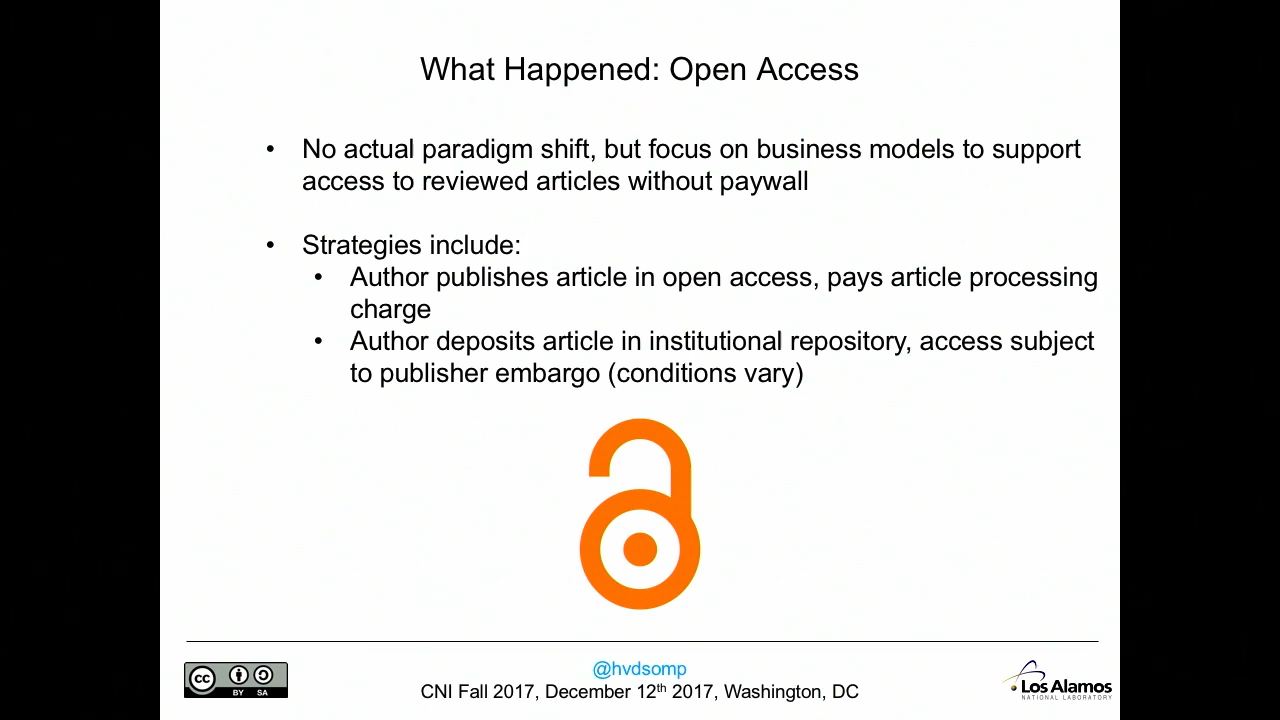 What Happened: Open Access
• No actual paradigm shift, but focus on business models to support
access to reviewed articles without paywall
• Strategies include:
• Author publishes article in open access, pays article processing
charge
• Author deposits article in institutional repository, access subject
to publisher embargo (conditions vary)
@hvdsomp
CNI Fall 2017, December 12th 2017, Washington, DC
cc
BY SA
Los Alamos
NATIONAL LABORATORY